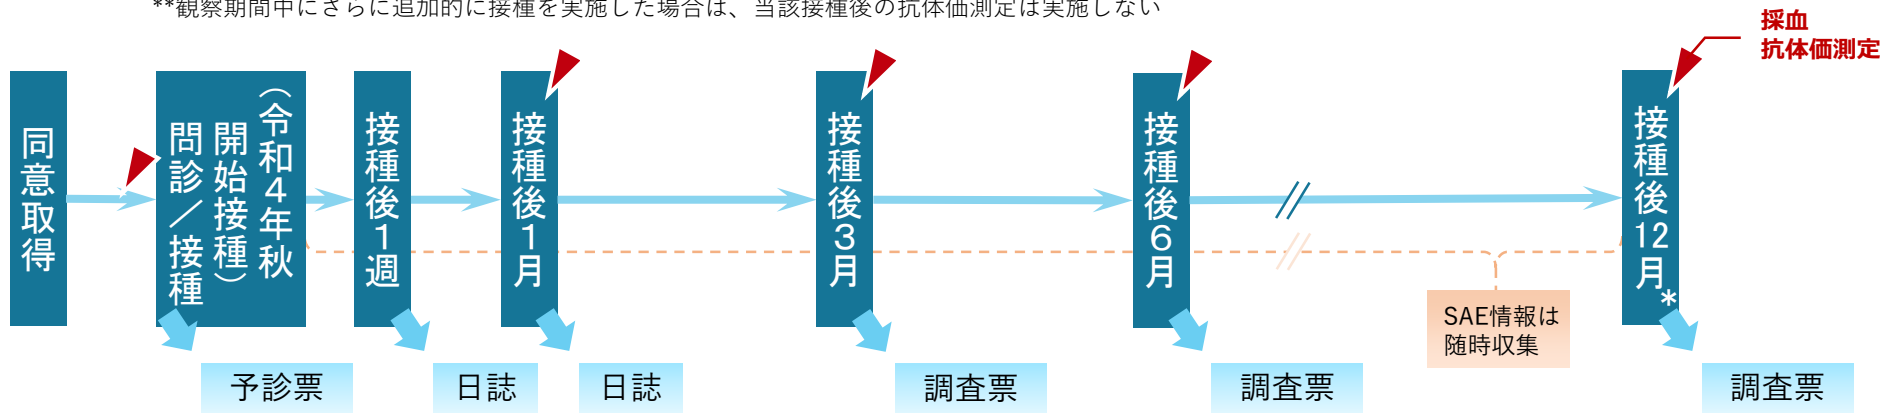 **観察期間中にさらに追加的に接種を実施した場合は、当該接種後の抗体価測定は実施しない
採血
抗体価測定
同意取得
(令和4年秋
開始接種)
問診/接種
接種後1週
接種後1月
接種後3月
接種後6月
接種後12月*
SAE情報は
随時収集
予診票
日誌
日誌
調査票
調査票
調査票